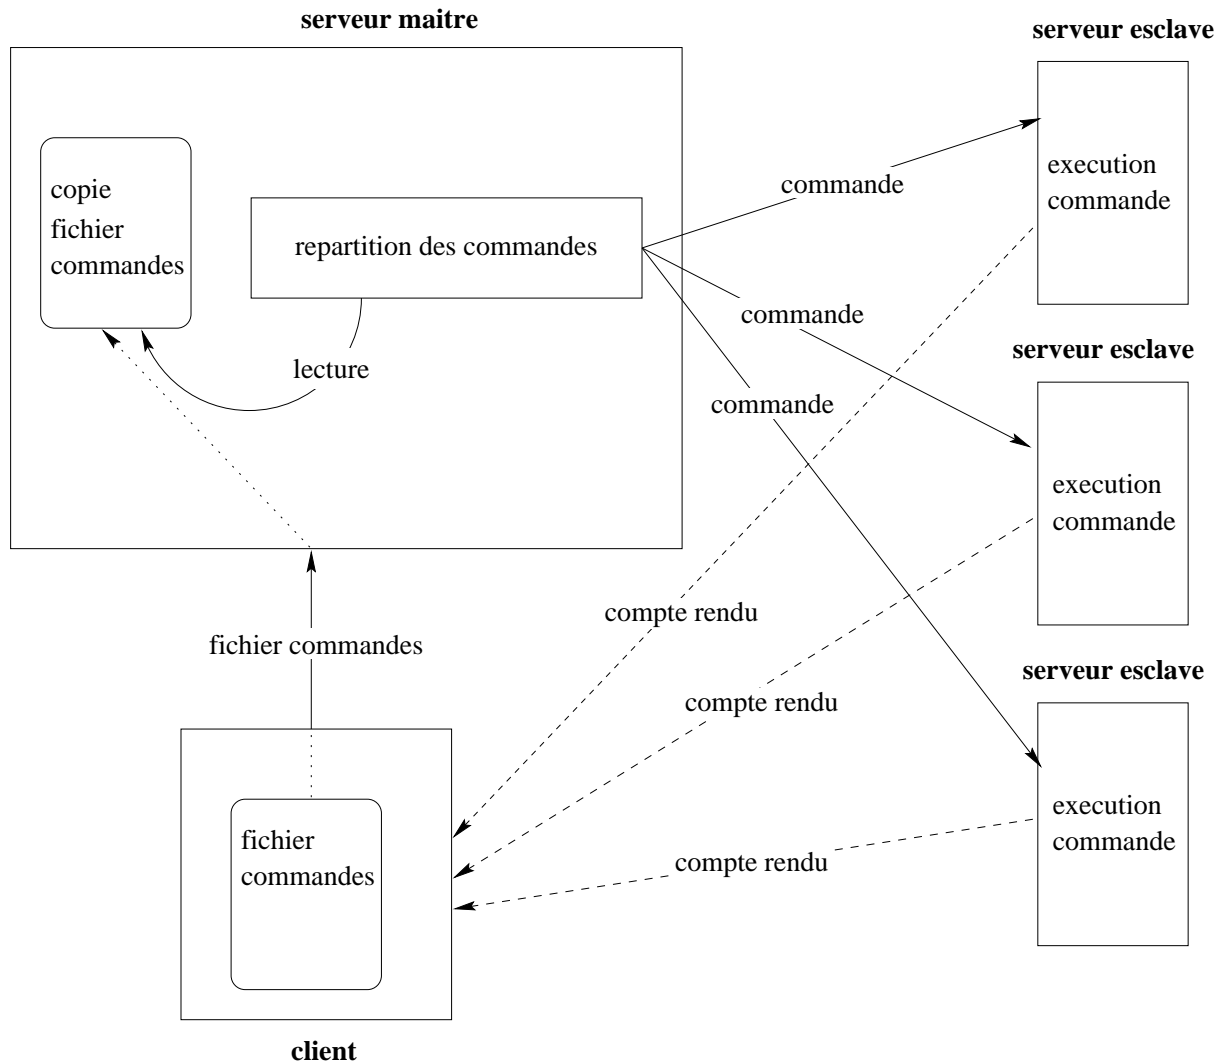 serveur maitre
serveur esclave
copie
fichier
commandes
repartition des commandes
lecture
commande
execution
commande
commande
serveur esclave
commande
execution
commande
compte rendu
fichier commandes
serveur esclave
compte rendu
execution
commande
compte rendu
fichier
commandes
client